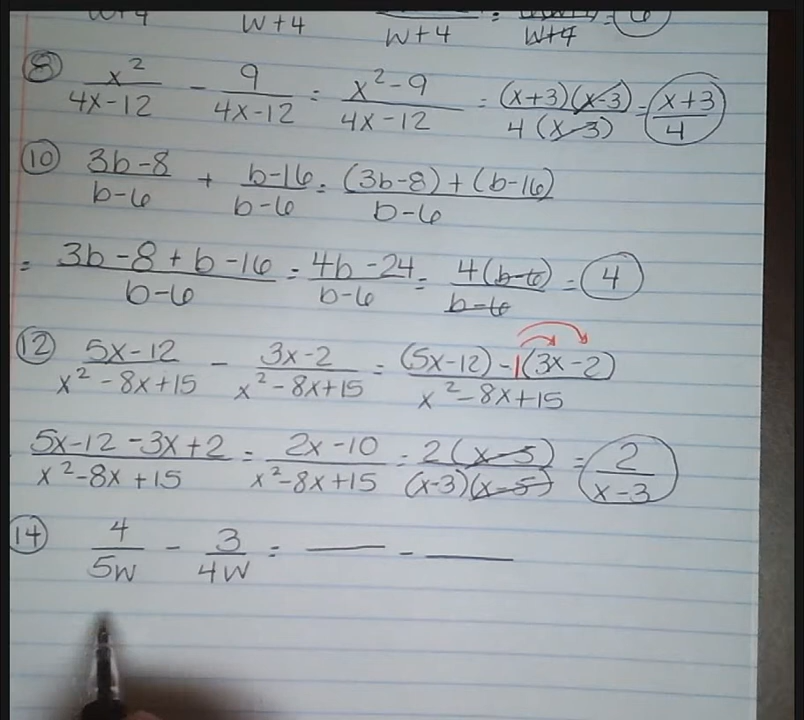 W+4 W+4 W+4 = W+4 = 6
8 x²/4x-12 - 9/4x-12 = x²-9/4x-12 = (x+3)(x-3)/4(x-3) = x+3/4
10 3b-8/b-6 + b-16/b-6 = (3b-8)+(b-16)/b-6
= 3b-8+b-16/b-6 = 4b-24/b-6 = 4(b-6)/b-6 = 4
12 5x-12/x²-8x+15 - 3x-2/x²-8x+15 = (5x-12)-1(3x-2)/x²-8x+15
5x-12-3x+2/x²-8x+15 = 2x-10/x²-8x+15 = 2(x-5)/(x-3)(x-5) = 2/x-3
14 4/5W - 3/4W = — - —